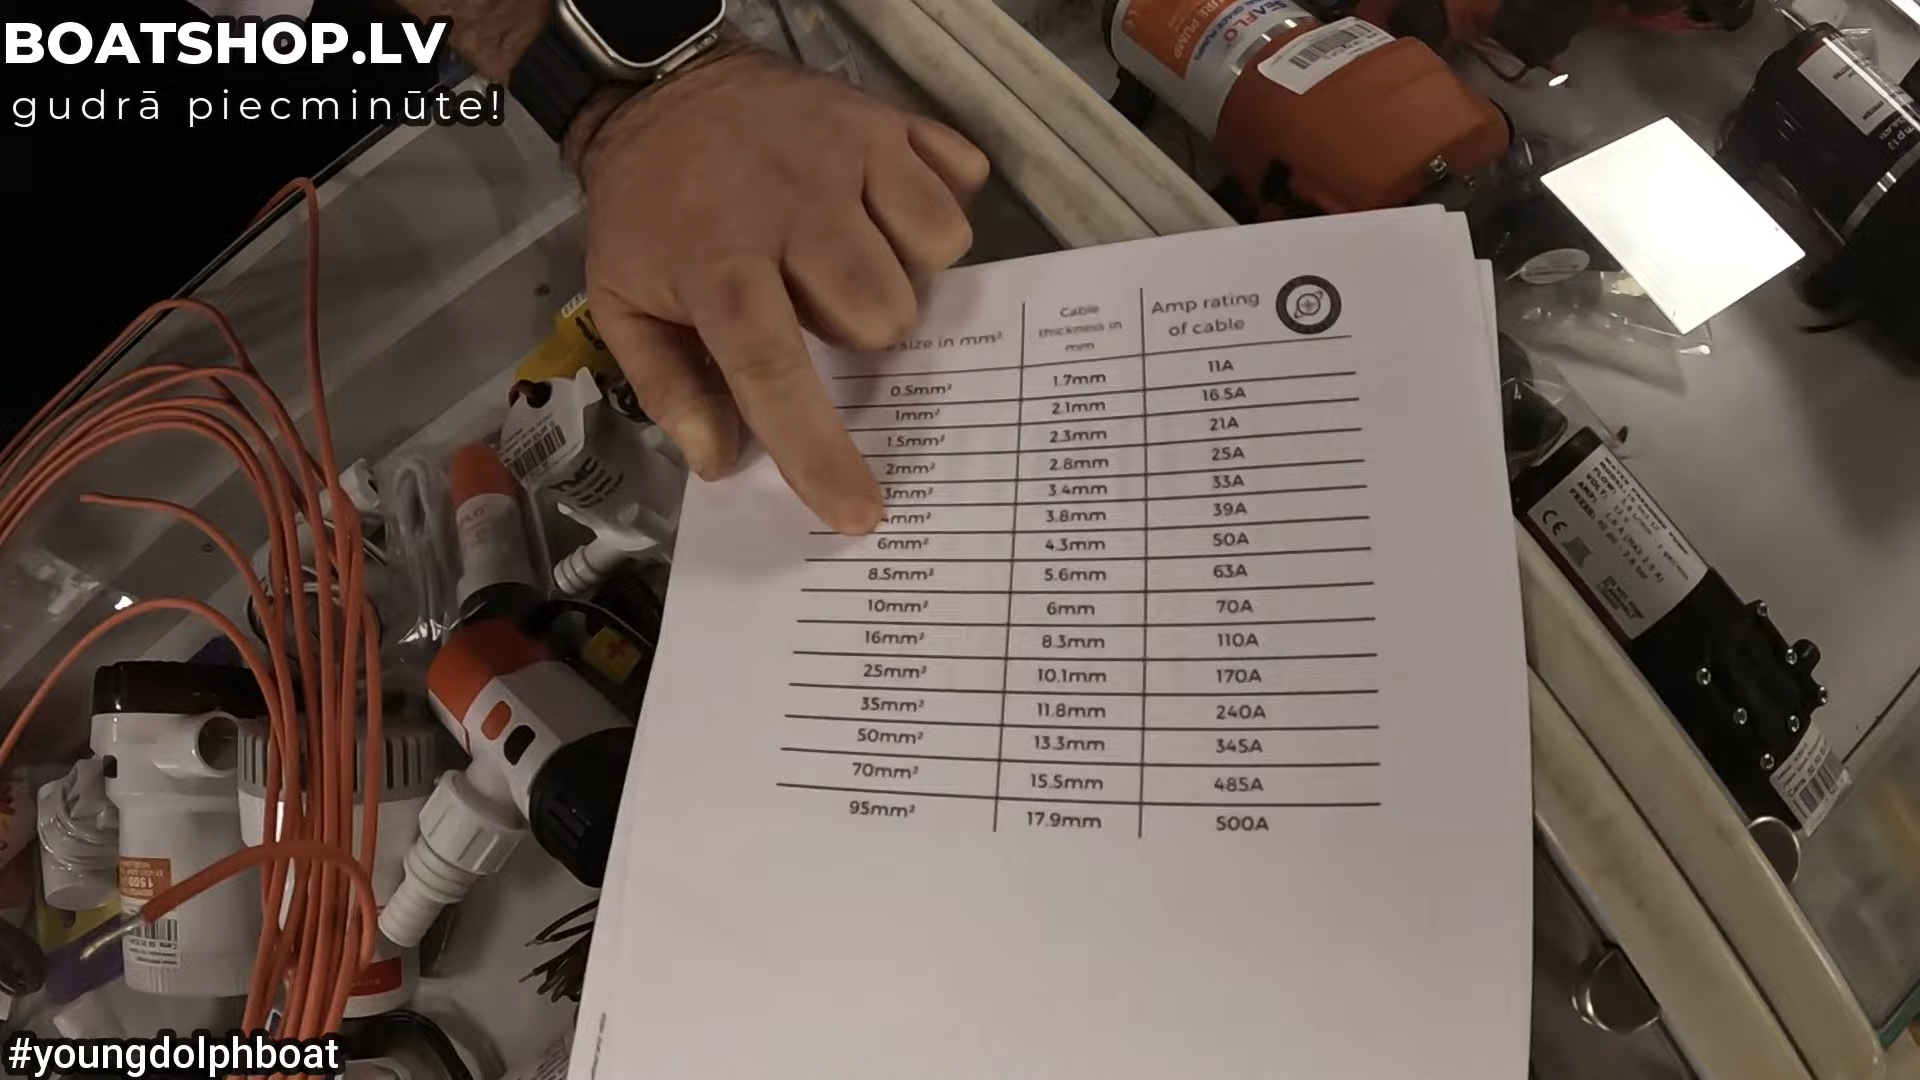 BOATSHOP.LV
gudrā piecminūte!
SEAFLO
size in mm²
Cable
thickness in
mm
Amp rating
of cable
0.5mm² 1.7mm 11A
1mm² 2.1mm 16.5A
1.5mm² 2.3mm 21A
2mm² 2.8mm 25A
3mm² 3.4mm 33A
4mm² 3.8mm 39A
6mm² 4.3mm 50A
8.5mm² 5.6mm 63A
10mm² 6mm 70A
16mm² 8.3mm 110A
25mm² 10.1mm 170A
35mm² 11.8mm 240A
50mm² 13.3mm 345A
70mm² 15.5mm 485A
95mm² 17.9mm 500A
CE
#youngdolphboat